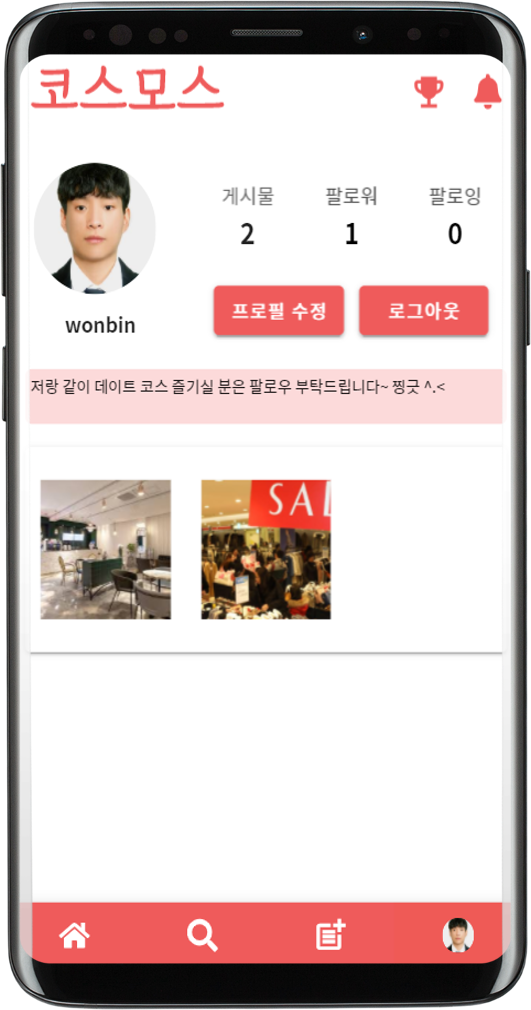 코스모스
게시물 팔로워 팔로잉
2 1 0
프로필 수정 로그아웃
wonbin
저랑 같이 데이트 코스 즐기실 분은 팔로우 부탁드립니다~ 찡긋 ^.<
SAL